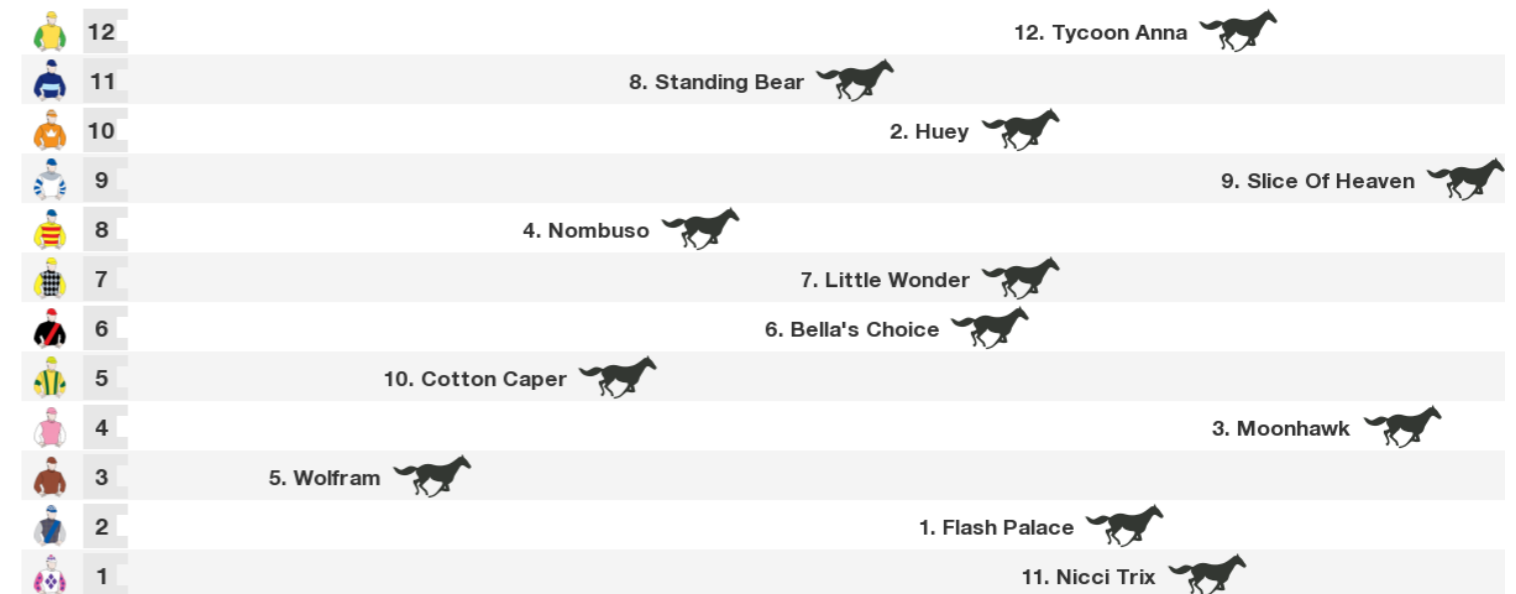 12 12. Tycoon Anna
11 8. Standing Bear
10 2. Huey
9 9. Slice Of Heaven
8 4. Nombuso
7 7. Little Wonder
6 6. Bella's Choice
5 10. Cotton Caper
4 3. Moonhawk
3 5. Wolfram
2 1. Flash Palace
1 11. Nicci Trix